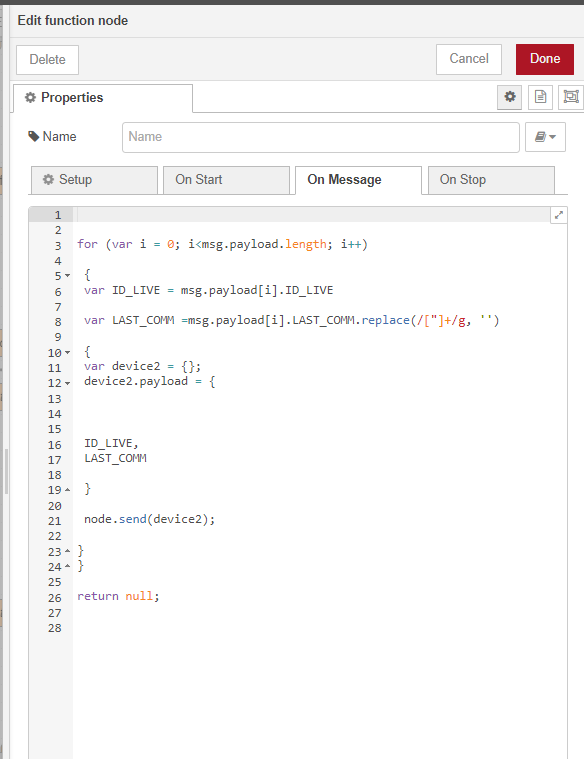 Edit function node
Delete
Cancel
Done
Properties
Name
Name
Setup
On Start
On Message
On Stop
1
2
3 for (var i = 0; i<msg.payload.length; i++)
4
5 {
6 var ID_LIVE = msg.payload[i].ID_LIVE
7
8 var LAST_COMM =msg.payload[i].LAST_COMM.replace(/["]+/g, '')
9
10 {
11 var device2 = {};
12 device2.payload = {
13
14
15
16 ID_LIVE,
17 LAST_COMM
18
19 }
20
21 node.send(device2);
22
23 }
24 }
25
26 return null;
27
28